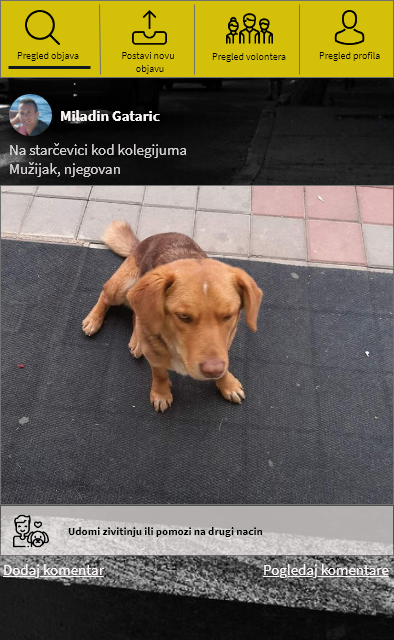 Pregled objava
Postavi novu
objavu
Pregled volontera
Pregled profila
Miladin Gataric
Na starčevici kod kolegijuma
Mužijak, njegovan
Udomi zivitinju ili pomozi na drugi nacin
Dodaj komentar
Pogledaj komentare